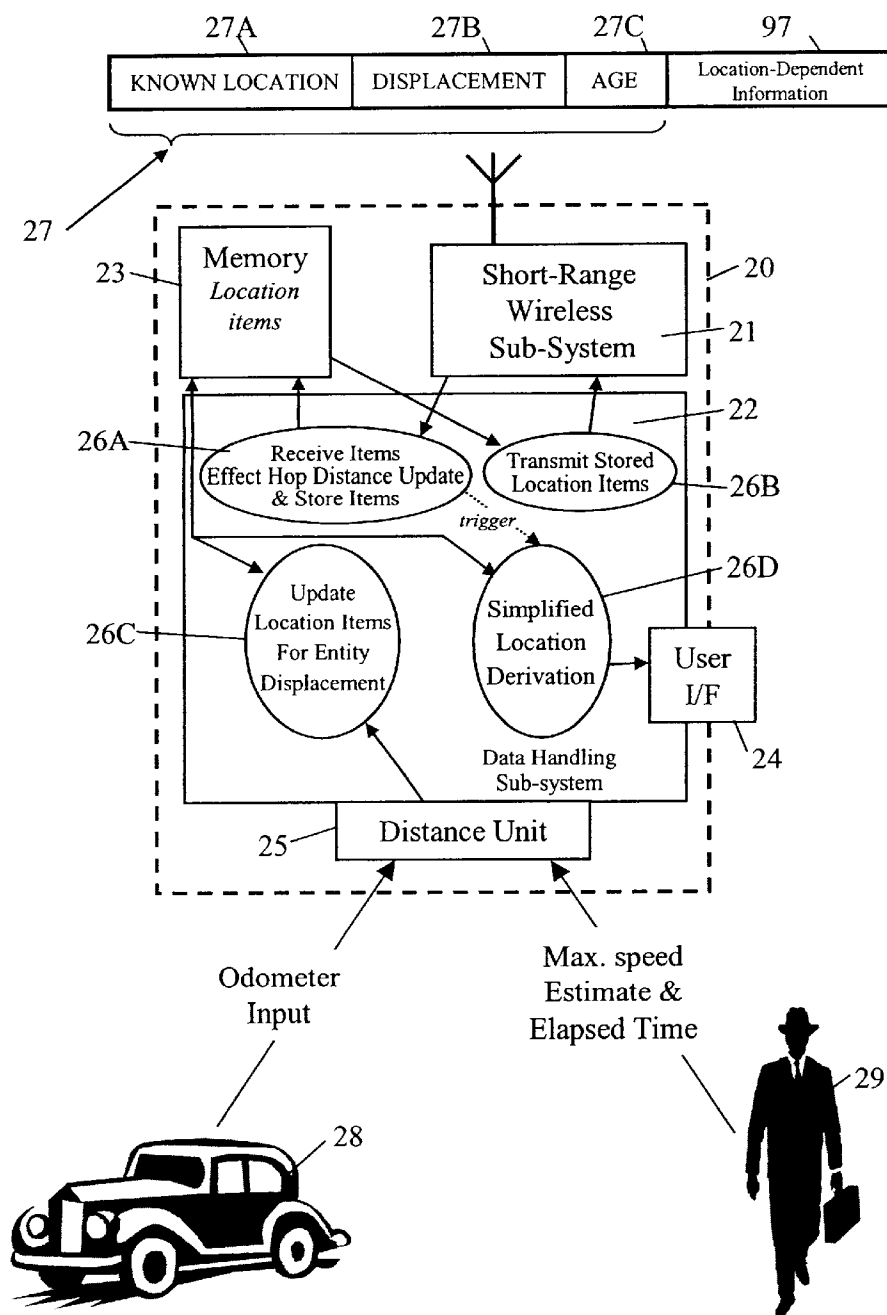 27A 27B 27C 97
KNOWN LOCATION DISPLACEMENT AGE Location-Dependent
Information
27
20
23
Memory
Location
items
Short-Range
Wireless
Sub-System
21
22
26A
Receive Items
Effect Hop Distance Update
& Store Items
Transmit Stored
Location Items
26B
trigger
26D
26C
Update
Location Items
For Entity
Displacement
Simplified
Location
Derivation
User
I/F
24
Data Handling
Sub-system
25
Distance Unit
Odometer
Input
Max. speed
Estimate &
Elapsed Time
28
29